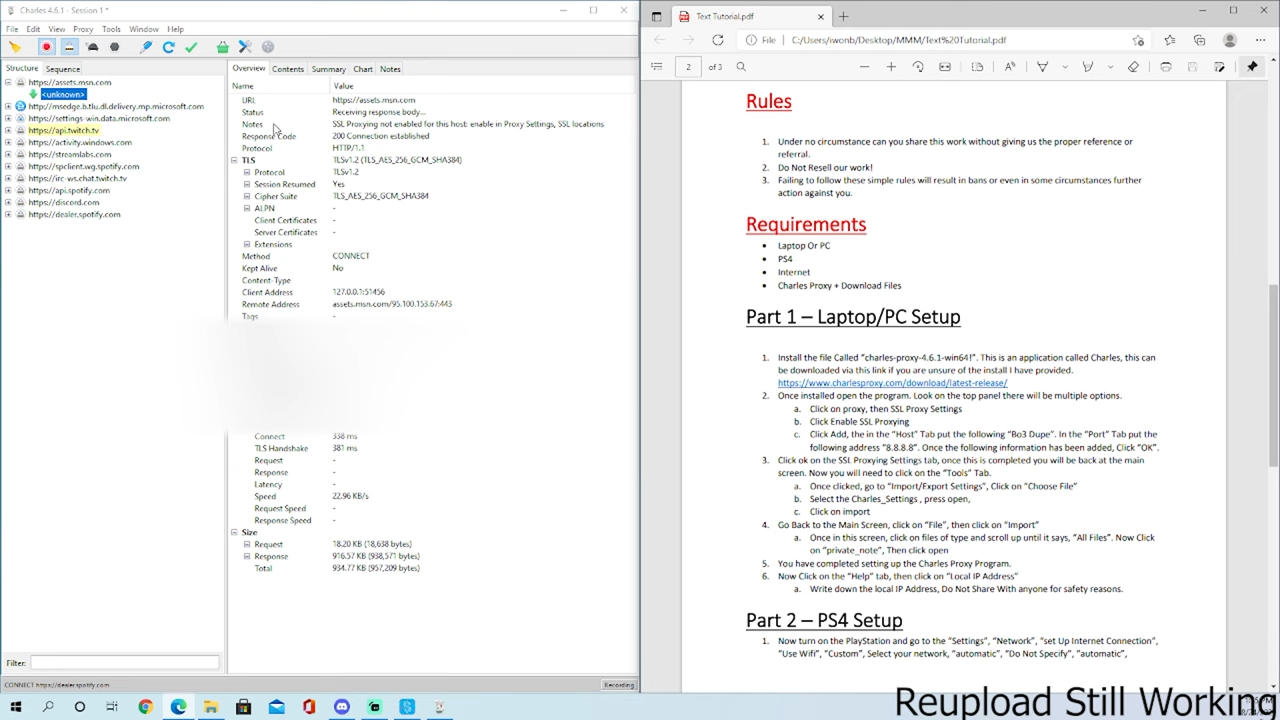 Charles 4.6.1 - Session 1 *
File Edit View Proxy Tools Window Help
Structure Sequence
https://assets.msn.com
<unknown>
http://msedge.b.tlu.dl.delivery.mp.microsoft.com
https://settings-win.data.microsoft.com
https://api.twitch.tv
https://activity.windows.com
https://streamlabs.com
https://spclient.wg.spotify.com
https://irc-ws.chat.twitch.tv
https://api.spotify.com
https://discord.com
https://dealer.spotify.com
Filter:
CONNECT https://dealer.spotify.com
Overview Contents Summary Chart Notes
Name Value
URL https://assets.msn.com
Status Receiving response body...
Notes SSL Proxying not enabled for this host: enable in Proxy Settings, SSL locations
Response Code 200 Connection established
Protocol HTTP/1.1
TLS TLSv1.2 (TLS_AES_256_GCM_SHA384)
Protocol TLSv1.2
Session Resumed Yes
Cipher Suite TLS_AES_256_GCM_SHA384
ALPN -
Client Certificates -
Server Certificates -
Extensions
Method CONNECT
Kept Alive No
Content-Type
Client Address 127.0.0.1:51456
Remote Address assets.msn.com/95.100.153.67:443
Tags -
Connect 338 ms
TLS Handshake 381 ms
Request -
Response -
Latency -
Speed 22.96 KB/s
Request Speed -
Response Speed -
Size
Request 18.20 KB (18,638 bytes)
Response 916.57 KB (938,571 bytes)
Total 934.77 KB (957,209 bytes)
Recording
Text Tutorial.pdf
File C:/Users/iwonb/Desktop/MMM/Text%20Tutorial.pdf
2 of 3
Rules
1. Under no circumstance can you share this work without giving us the proper reference or
referral.
2. Do Not Resell our work!
3. Failing to follow these simple rules will result in bans or even in some circumstances further
action against you.
Requirements
• Laptop Or PC
• PS4
• Internet
• Charles Proxy + Download Files
Part 1 – Laptop/PC Setup
1. Install the file Called "charles-proxy-4.6.1-win64!". This is an application called Charles, this can
be downloaded via this link if you are unsure of the install I have provided.
https://www.charlesproxy.com/download/latest-release/
2. Once installed open the program. Look on the top panel there will be multiple options.
a. Click on proxy, then SSL Proxy Settings
b. Click Enable SSL Proxying
c. Click Add, the in the "Host" Tab put the following "Bo3 Dupe". In the "Port" Tab put the
following address "8.8.8.8". Once the following information has been added, Click "OK".
3. Click ok on the SSL Proxying Settings tab, once this is completed you will be back at the main
screen. Now you will need to click on the "Tools" Tab.
a. Once clicked, go to "Import/Export Settings", Click on "Choose File"
b. Select the Charles_Settings , press open,
c. Click on import
4. Go Back to the Main Screen, click on "File", then click on "Import"
a. Once in this screen, click on files of type and scroll up until it says, "All Files". Now Click
on "private_note", Then click open
5. You have completed setting up the Charles Proxy Program.
6. Now Click on the "Help" tab, then click on "Local IP Address"
a. Write down the local IP Address, Do Not Share With anyone for safety reasons.
Part 2 – PS4 Setup
1. Now turn on the PlayStation and go to the "Settings", "Network", "set Up Internet Connection",
"Use Wifi", "Custom", Select your network, "automatic", "Do Not Specify", "automatic",
Reupload Still Working